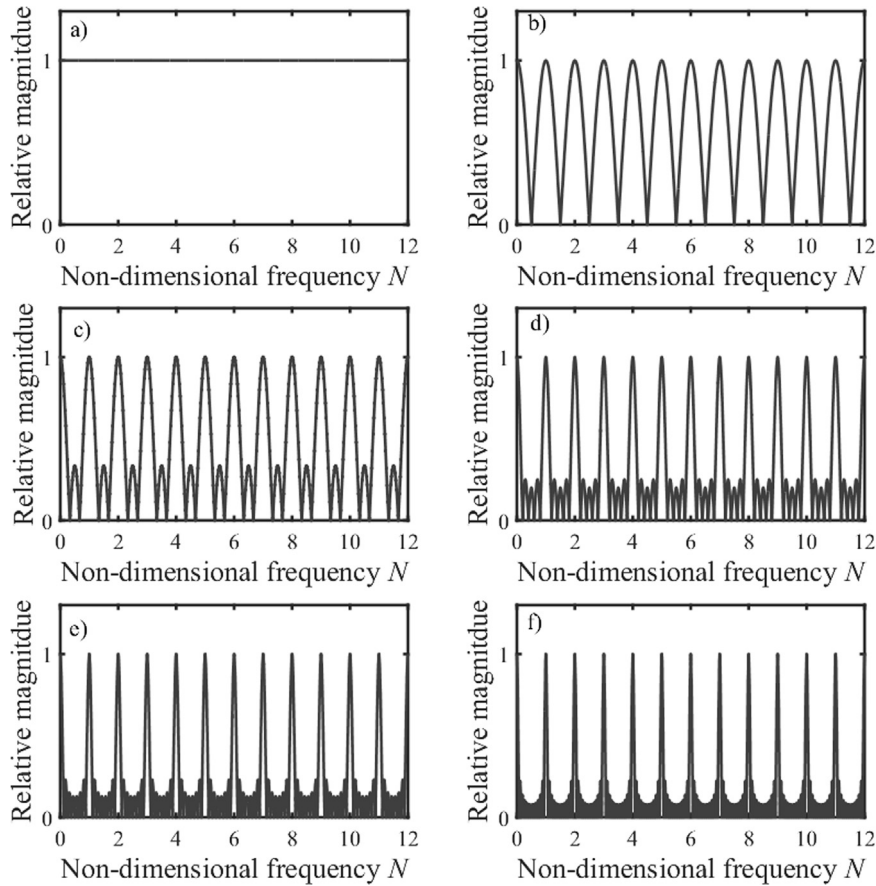 a)
Relative magnitdue
1
0
0 2 4 6 8 10 12
Non-dimensional frequency N
b)
Relative magnitdue
1
0
0 2 4 6 8 10 12
Non-dimensional frequency N
c)
Relative magnitdue
1
0
0 2 4 6 8 10 12
Non-dimensional frequency N
d)
Relative magnitdue
1
0
0 2 4 6 8 10 12
Non-dimensional frequency N
e)
Relative magnitdue
1
0
0 2 4 6 8 10 12
Non-dimensional frequency N
f)
Relative magnitdue
1
0
0 2 4 6 8 10 12
Non-dimensional frequency N